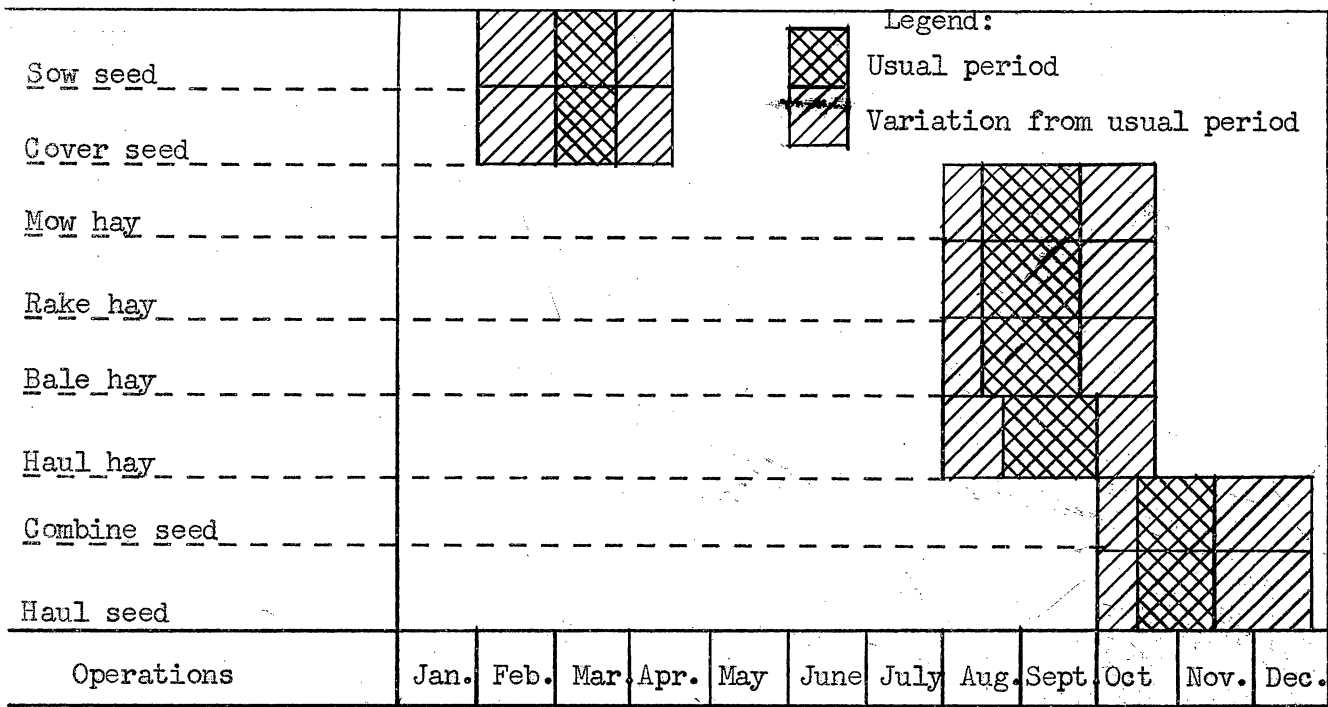 Legend:
Sow seed
Usual period
Variation from usual period
Cover seed
Mow hay
Rake hay
Bale hay
Haul hay
Combine seed
Haul seed
Operations Jan. Feb. Mar. Apr. May June July Aug. Sept. Oct Nov. Dec.